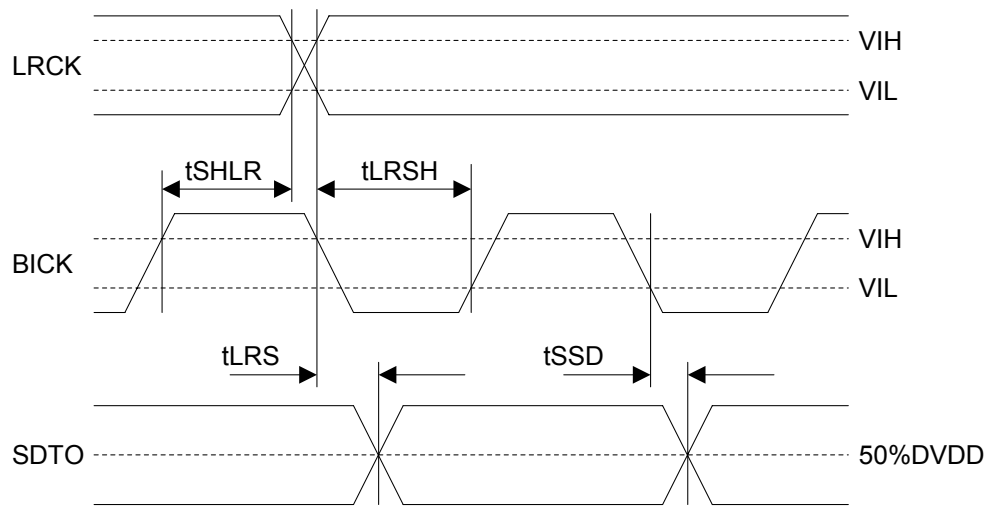 VIH
LRCK
VIL
tSHLR
tLRSH
VIH
BICK
VIL
tLRS
tSSD
SDTO
50%DVDD